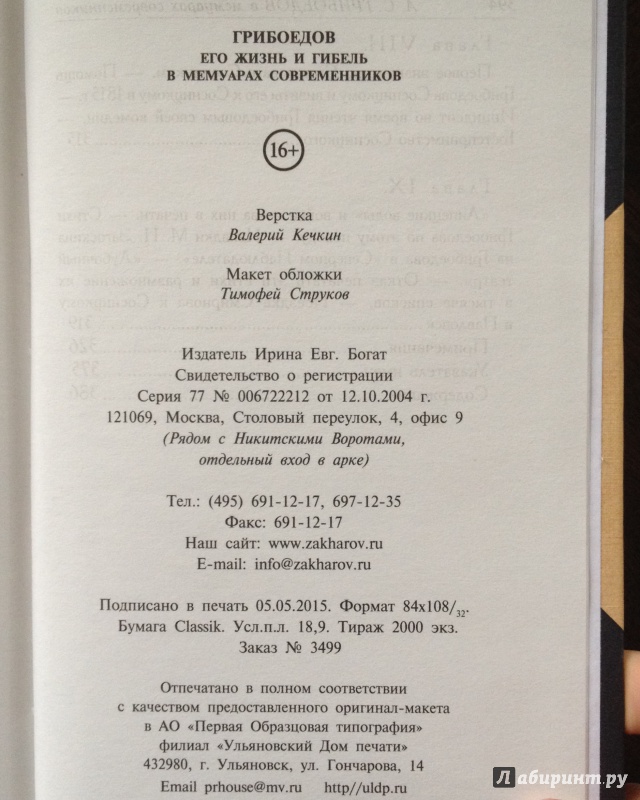 ГРИБОЕДОВ
ЕГО ЖИЗНЬ И ГИБЕЛЬ
В МЕМУАРАХ СОВРЕМЕННИКОВ
16+
Верстка
Валерий Кечкин
Макет обложки
Тимофей Струков
Издатель Ирина Евг. Богат
Свидетельство о регистрации
Серия 77 № 006722212 от 12.10.2004 г.
121069, Москва, Столовый переулок, 4, офис 9
(Рядом с Никитскими Воротами,
отдельный вход в арке)
Тел.: (495) 691-12-17, 697-12-35
Факс: 691-12-17
Наш сайт: www.zakharov.ru
E-mail: info@zakharov.ru
Подписано в печать 05.05.2015. Формат 84х108/32.
Бумага Classik. Усл.п.л. 18,9. Тираж 2000 экз.
Заказ № 3499
Отпечатано в полном соответствии
с качеством предоставленного оригинал-макета
в АО «Первая Образцовая типография»
филиал «Ульяновский Дом печати»
432980, г. Ульяновск, ул. Гончарова, 14
Email prhouse@mv.ru http//uldp.ru
Лабиринт.ру